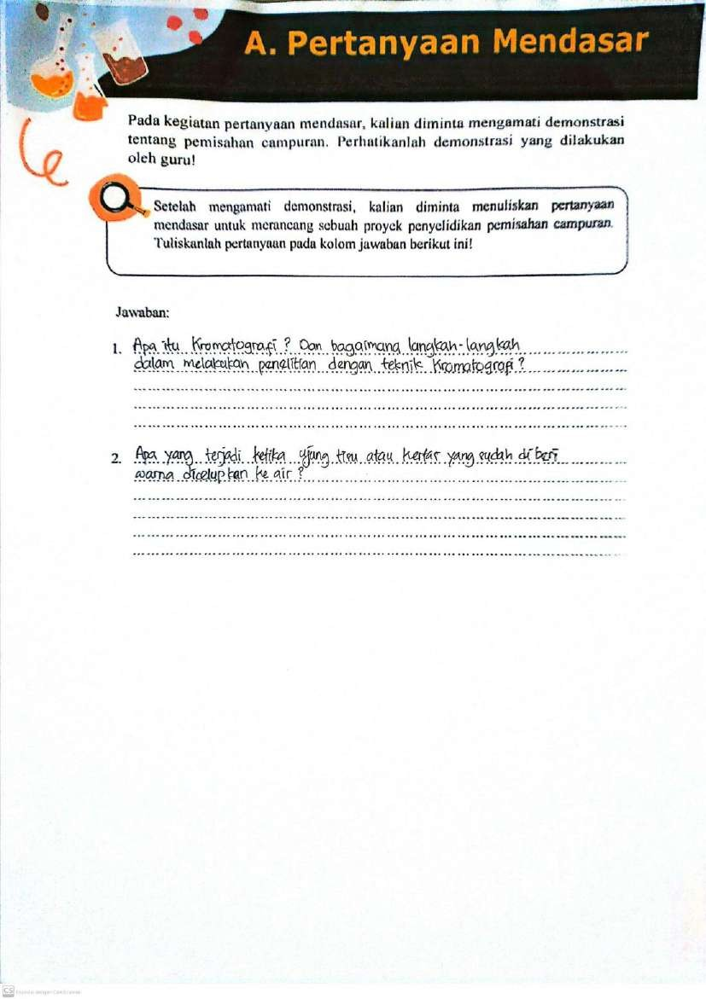 A. Pertanyaan Mendasar
Pada kegiatan pertanyaan mendasar, kalian diminta mengamati demonstrasi
tentang pemisahan campuran. Perhatikanlah demonstrasi yang dilakukan
oleh guru!
Setelah mengamati demonstrasi, kalian diminta menuliskan pertanyaan
mendasar untuk merancang sebuah proyek penyelidikan pemisahan campuran.
Tuliskanlah pertanyaan pada kolom jawaban berikut ini!
Jawaban:
1. Apa itu Kromatografi? Dan bagaimana langkah-langkah
dalam melakukan penelitian dengan teknik Kromatografi?
2. Apa yang terjadi ketika ujung tisu atau kertas yang sudah di beri
warna dicelupkan ke air?
CS Dipindai dengan CamScanner